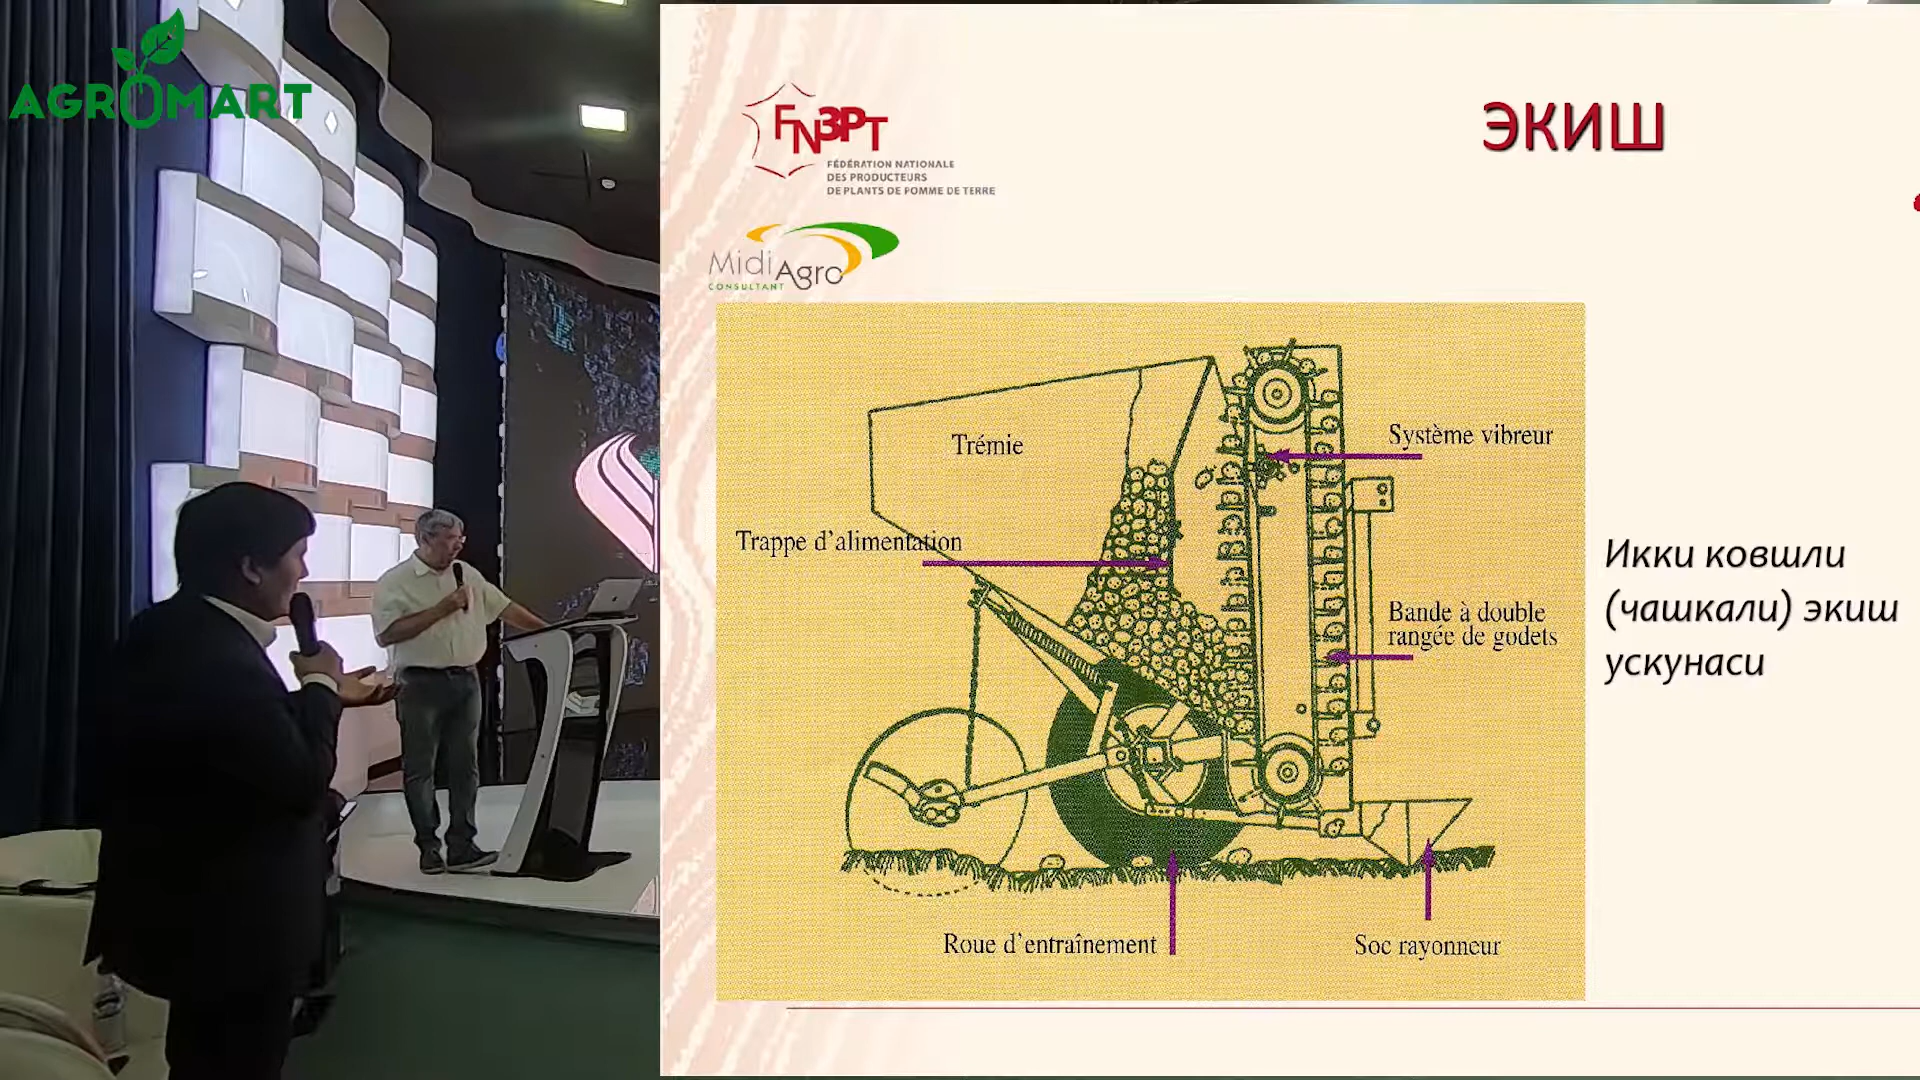 AGROMART
FN3PT
FÉDÉRATION NATIONALE
DES PRODUCTEURS
DE PLANTS DE POMME DE TERRE
MidiAgro
CONSULTANT
ЭКИШ
Trémie
Système vibreur
Trappe d’alimentation
Bande à double
rangée de godets
Roue d’entraînement
Soc rayonneur
Икки ковшли
(чашкали) экиш
ускунаси